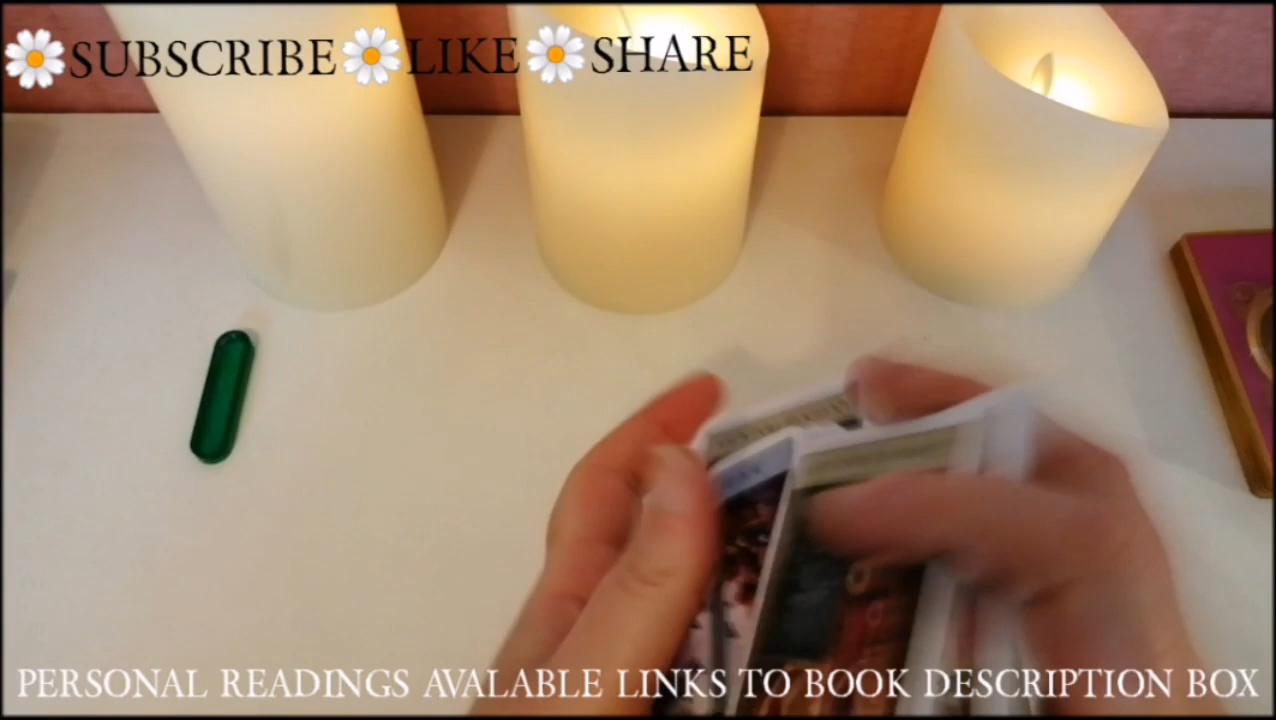 🌼SUBSCRIBE🌼LIKE🌼SHARE
PERSONAL READINGS AVALABLE LINKS TO BOOK DESCRIPTION BOX